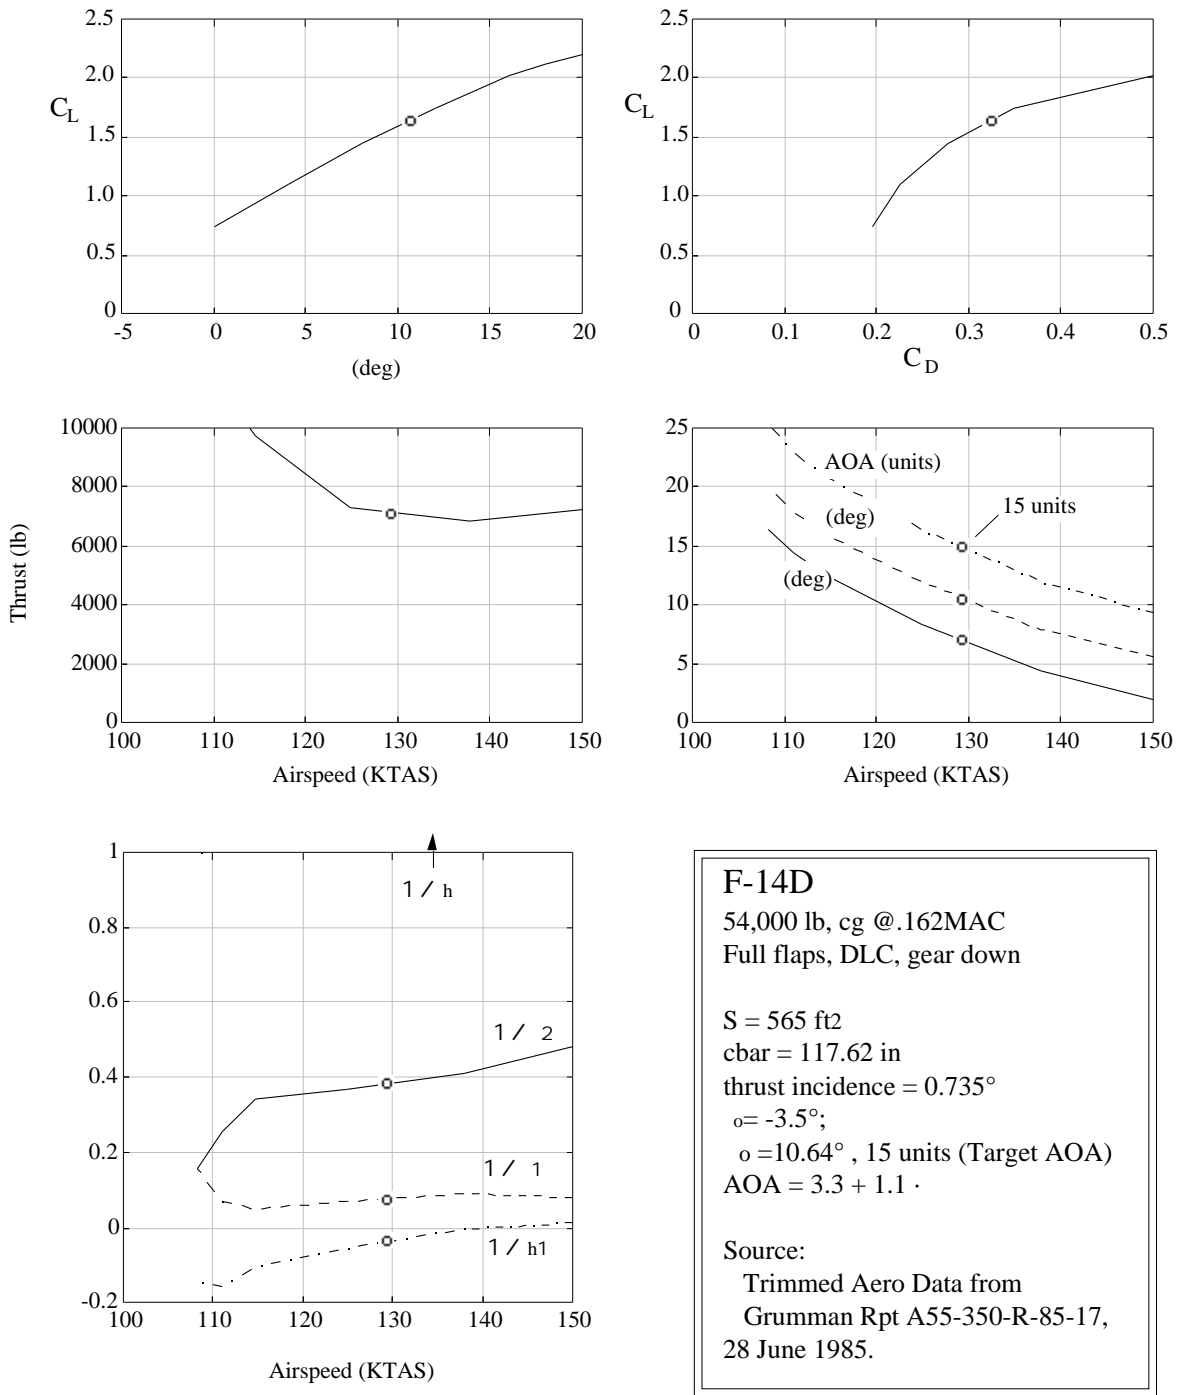 2.5
2.0
C_L
1.5
1.0
0.5
0
-5 0 5 10 15 20
(deg)
2.5
2.0
C_L
1.5
1.0
0.5
0
0 0.1 0.2 0.3 0.4 0.5
C_D
10000
8000
6000
Thrust (lb)
4000
2000
0
100 110 120 130 140 150
Airspeed (KTAS)
25
AOA (units)
20
15 units
(deg)
15
(deg)
10
5
0
100 110 120 130 140 150
Airspeed (KTAS)
1
1 / h
0.8
0.6
1 / 2
0.4
0.2
1 / 1
0
1 / h1
-0.2
100 110 120 130 140 150
Airspeed (KTAS)
F-14D
54,000 lb, cg @.162MAC
Full flaps, DLC, gear down
S = 565 ft2
cbar = 117.62 in
thrust incidence = 0.735°
o= -3.5°;
o =10.64° , 15 units (Target AOA)
AOA = 3.3 + 1.1 ·
Source:
Trimmed Aero Data from
Grumman Rpt A55-350-R-85-17,
28 June 1985.